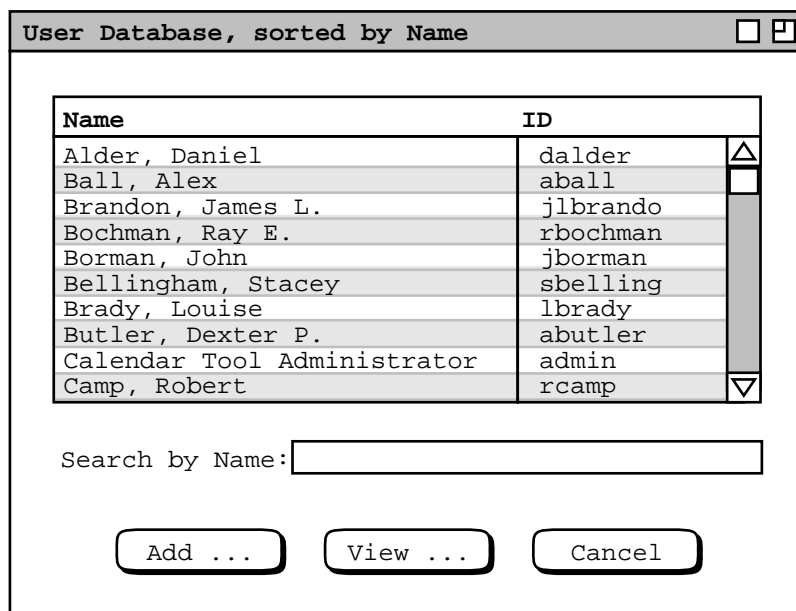 User Database, sorted by Name
Name ID
Alder, Daniel dalder
Ball, Alex aball
Brandon, James L. jlbrando
Bochman, Ray E. rbochman
Borman, John jborman
Bellingham, Stacey sbelling
Brady, Louise lbrady
Butler, Dexter P. abutler
Calendar Tool Administrator admin
Camp, Robert rcamp
Search by Name:
Add ... View ... Cancel